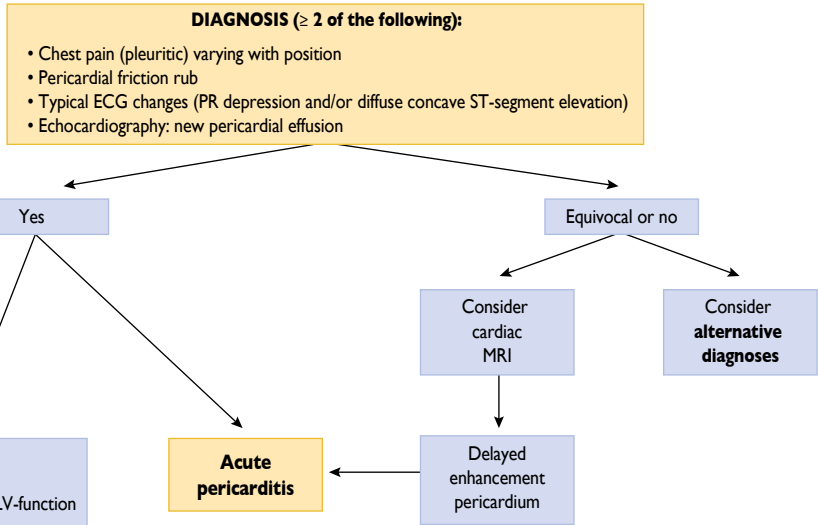 DIAGNOSIS (≥ 2 of the following):
• Chest pain (pleuritic) varying with position
• Pericardial friction rub
• Typical ECG changes (PR depression and/or diffuse concave ST-segment elevation)
• Echocardiography: new pericardial effusion
Yes
Equivocal or no
Consider
cardiac
MRI
Consider
alternative
diagnoses
Acute
pericarditis
Delayed
enhancement
pericardium
V-function